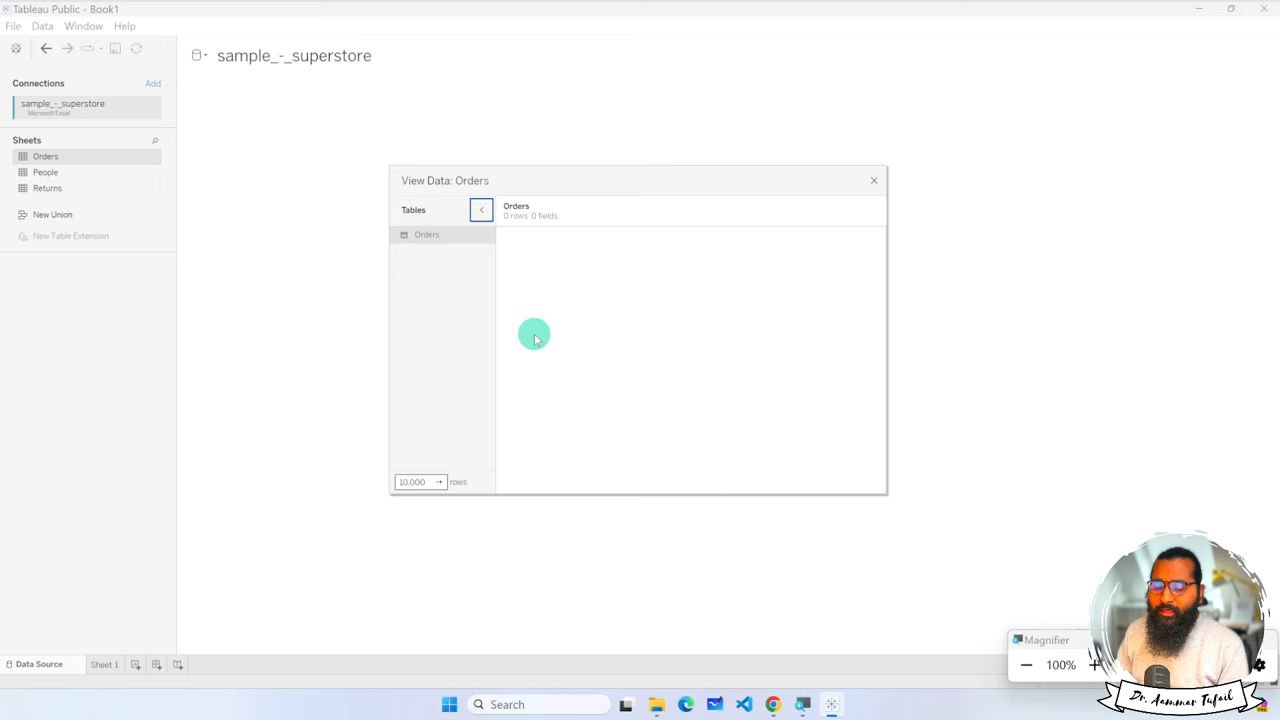 Tableau Public - Book1
File Data Window Help
sample_-_superstore
Connections Add
sample_-_superstore
Microsoft Excel
Sheets
Orders
People
Returns
New Union
New Table Extension
View Data: Orders
Tables
Orders
0 rows 0 fields
Orders
10,000 → rows
Data Source Sheet 1
Magnifier
100%
Search
Dr. Aammar Tufail